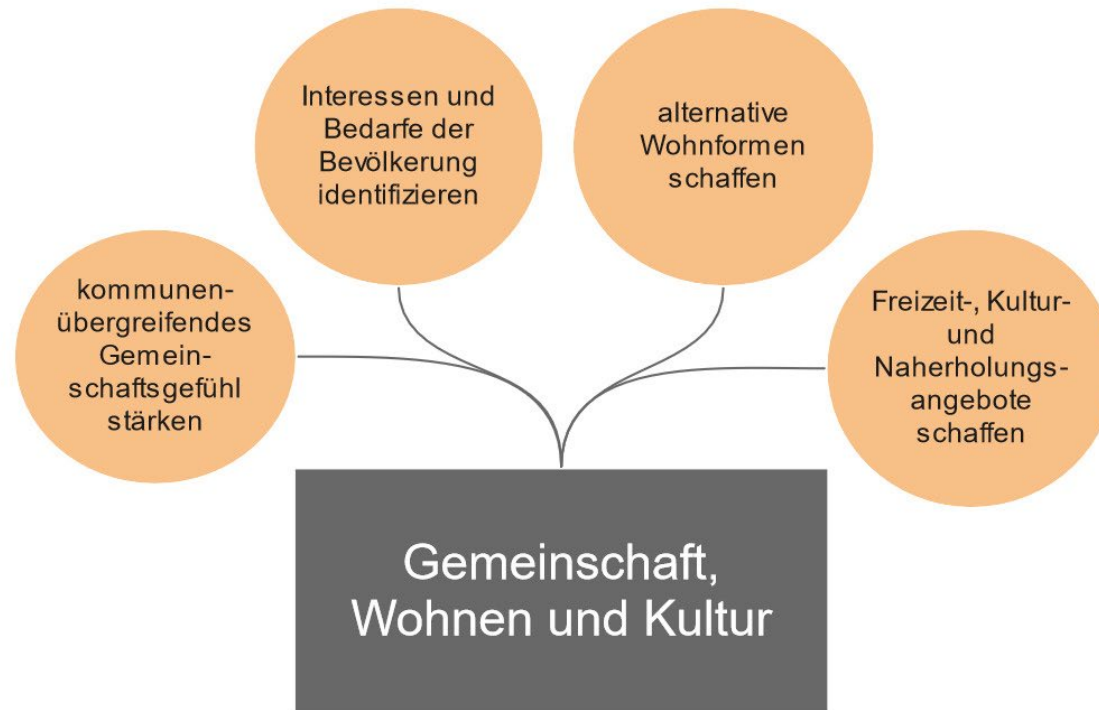 Interessen und
Bedarfe der
Bevölkerung
identifizieren
alternative
Wohnformen
schaffen
kommunen-
übergreifendes
Gemein-
schaftsgefühl
stärken
Freizeit-, Kultur-
und
Naherholungs-
angebote
schaffen
Gemeinschaft,
Wohnen und Kultur